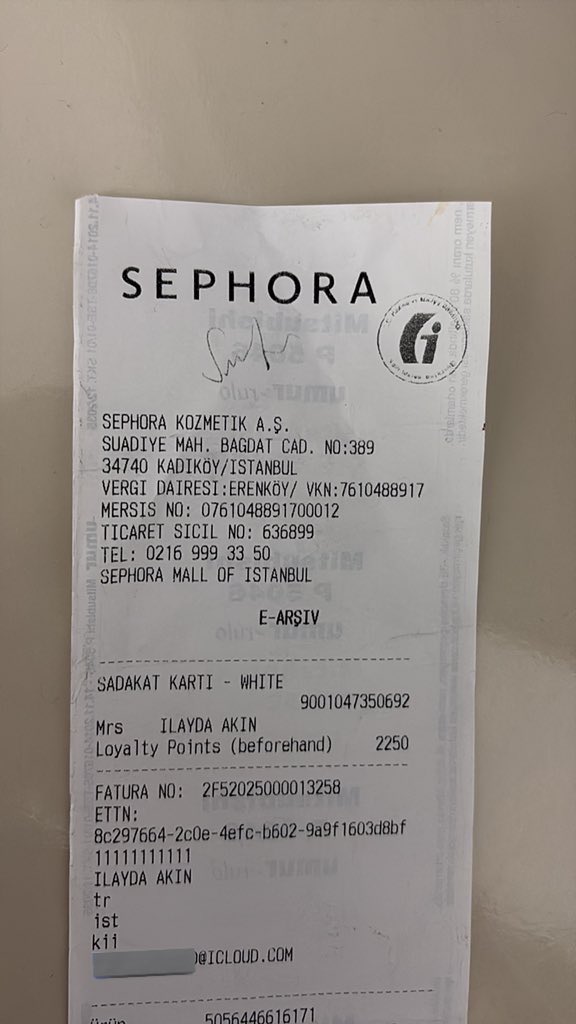 SEPHORA
SEPHORA KOZMETIK A.Ş.
SUADIYE MAH. BAGDAT CAD. NO:389
34740 KADIKÖY/ISTANBUL
VERGI DAIRESI:ERENKÖY/ VKN:7610488917
MERSIS NO: 0761048891700012
TICARET SICIL NO: 636899
TEL: 0216 999 33 50
SEPHORA MALL OF ISTANBUL
E-ARŞIV
SADAKAT KARTI - WHITE
9001047350692
Mrs ILAYDA AKIN
Loyalty Points (beforehand) 2250
FATURA NO: 2F52025000013258
ETTN:
8c297664-2c0e-4efc-b602-9a9f1603d8bf
11111111111
ILAYDA AKIN
tr
ist
kii
@ICLOUD.COM
ürün 5056446616171